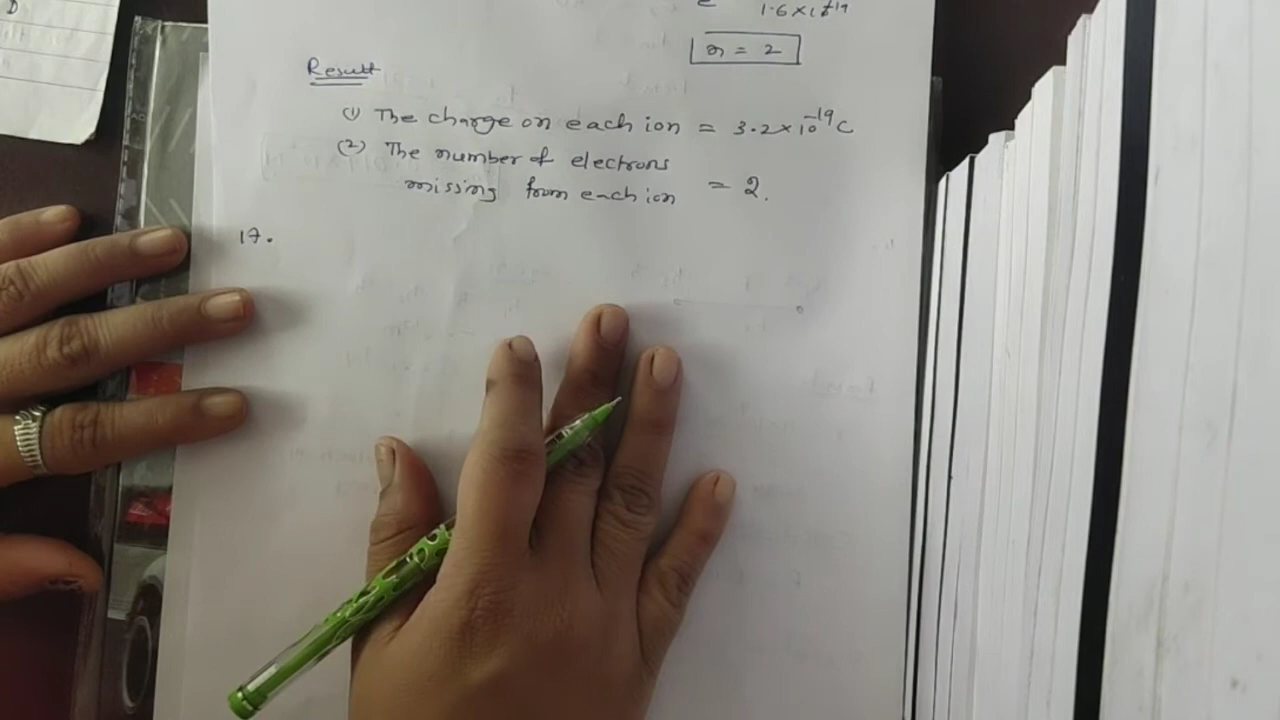 D
e 1.6×10⁻¹⁹
n = 2
Result
(1) The charge on each ion = 3.2×10⁻¹⁹C
(2) The number of electrons
missing from each ion = 2.
17.